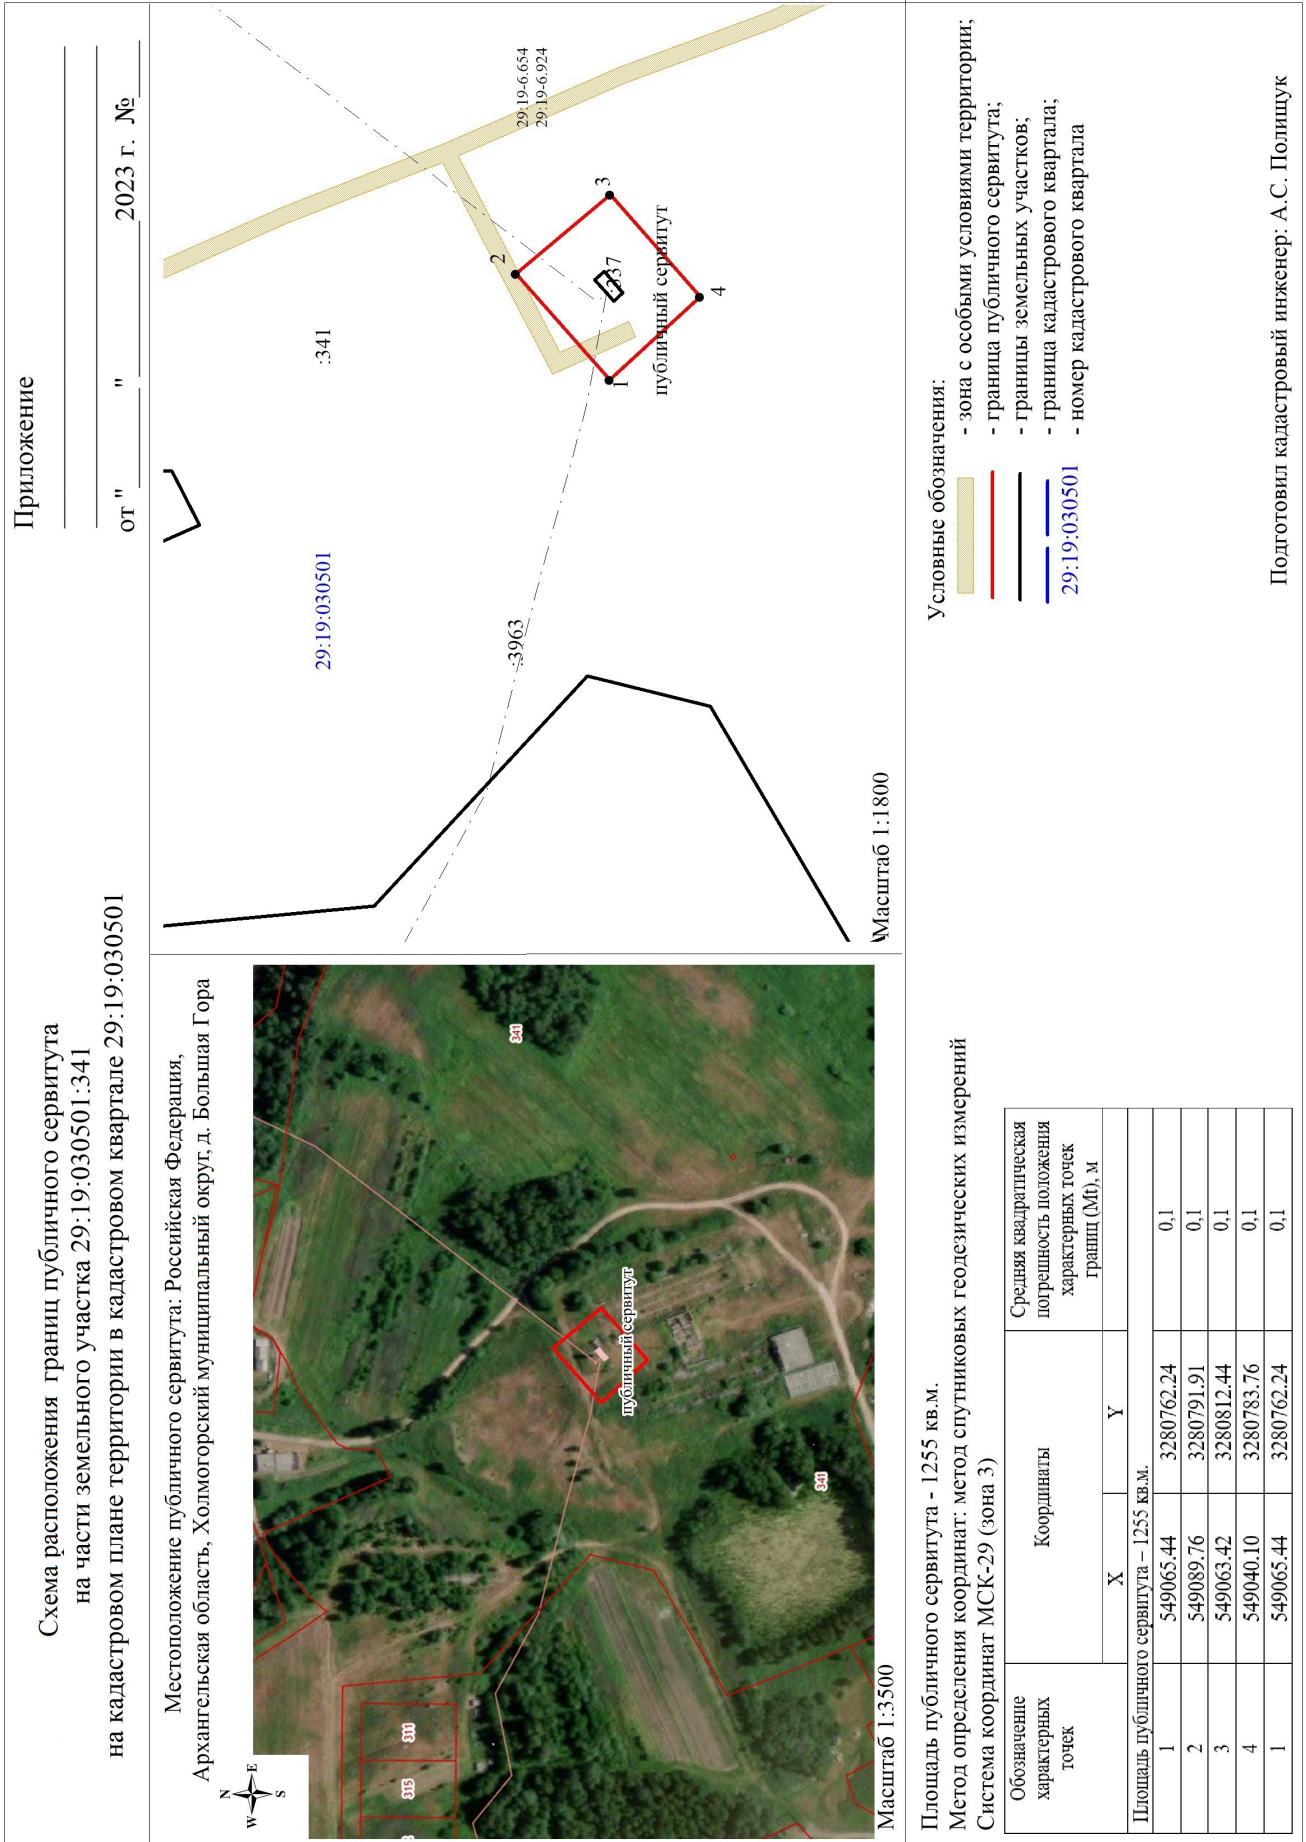 Приложение
от "______" ____________ 2023 г. №____
Схема расположения границ публичного сервитута
на части земельного участка 29:19:030501:341
на кадастровом плане территории в кадастровом квартале 29:19:030501
Местоположение публичного сервитута: Российская Федерация,
Архангельская область, Холмогорский муниципальный округ, д. Большая Гора
N
W E
S
341
публичный сервитут
341
311
315
Масштаб 1:3500
29:19-6.654
29:19-6.924
:341
29:19:030501
:3963
2
3
:337
1
4
публичный сервитут
Масштаб 1:1800
Площадь публичного сервитута - 1255 кв.м.
Метод определения координат: метод спутниковых геодезических измерений
Система координат МСК-29 (зона 3)
Обозначение характерных точек
Координаты
Средняя квадратическая погрешность положения характерных точек границ (Mt), м
X Y
Площадь публичного сервитута – 1255 кв.м.
1 549065.44 3280762.24 0,1
2 549089.76 3280791.91 0,1
3 549063.42 3280812.44 0,1
4 549040.10 3280783.76 0,1
1 549065.44 3280762.24 0,1
Условные обозначения:
- зона с особыми условиями территории;
- граница публичного сервитута;
- границы земельных участков;
- граница кадастрового квартала;
29:19:030501 - номер кадастрового квартала
Подготовил кадастровый инженер: А.С. Полищук